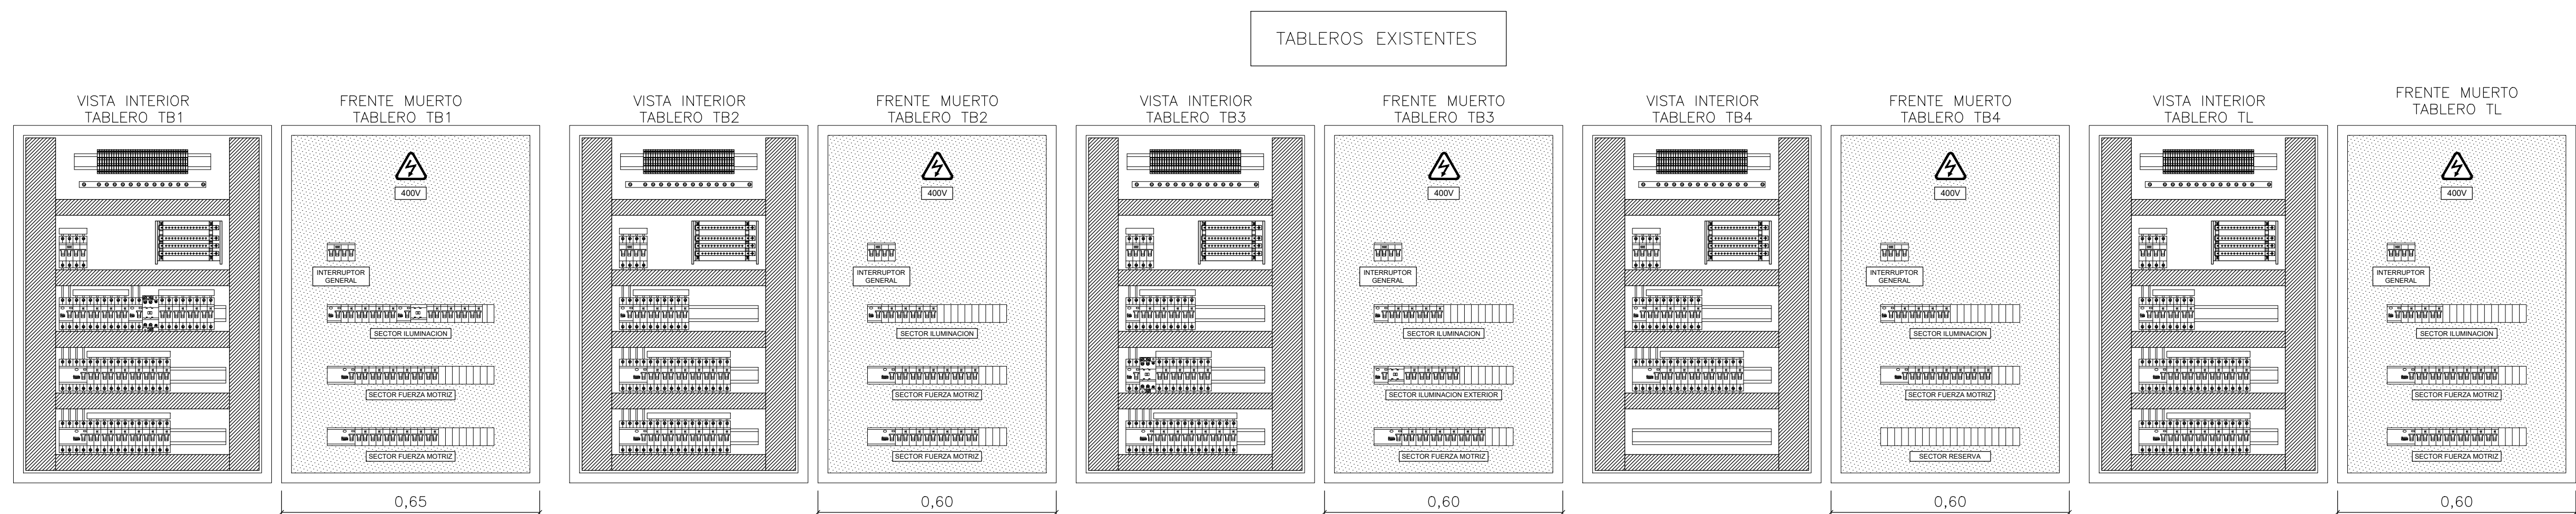 TABLEROS EXISTENTES
VISTA INTERIOR
TABLERO TB1
FRENTE MUERTO
TABLERO TB1
400V
INTERRUPTOR
GENERAL
SECTOR ILUMINACION
SECTOR FUERZA MOTRIZ
SECTOR FUERZA MOTRIZ
0,65
VISTA INTERIOR
TABLERO TB2
FRENTE MUERTO
TABLERO TB2
400V
INTERRUPTOR
GENERAL
SECTOR ILUMINACION
SECTOR FUERZA MOTRIZ
SECTOR FUERZA MOTRIZ
0,60
VISTA INTERIOR
TABLERO TB3
FRENTE MUERTO
TABLERO TB3
400V
INTERRUPTOR
GENERAL
SECTOR ILUMINACION
SECTOR ILUMINACION EXTERIOR
SECTOR FUERZA MOTRIZ
0,60
VISTA INTERIOR
TABLERO TB4
FRENTE MUERTO
TABLERO TB4
400V
INTERRUPTOR
GENERAL
SECTOR ILUMINACION
SECTOR FUERZA MOTRIZ
SECTOR RESERVA
0,60
VISTA INTERIOR
TABLERO TL
FRENTE MUERTO
TABLERO TL
400V
INTERRUPTOR
GENERAL
SECTOR ILUMINACION
SECTOR FUERZA MOTRIZ
SECTOR FUERZA MOTRIZ
0,60